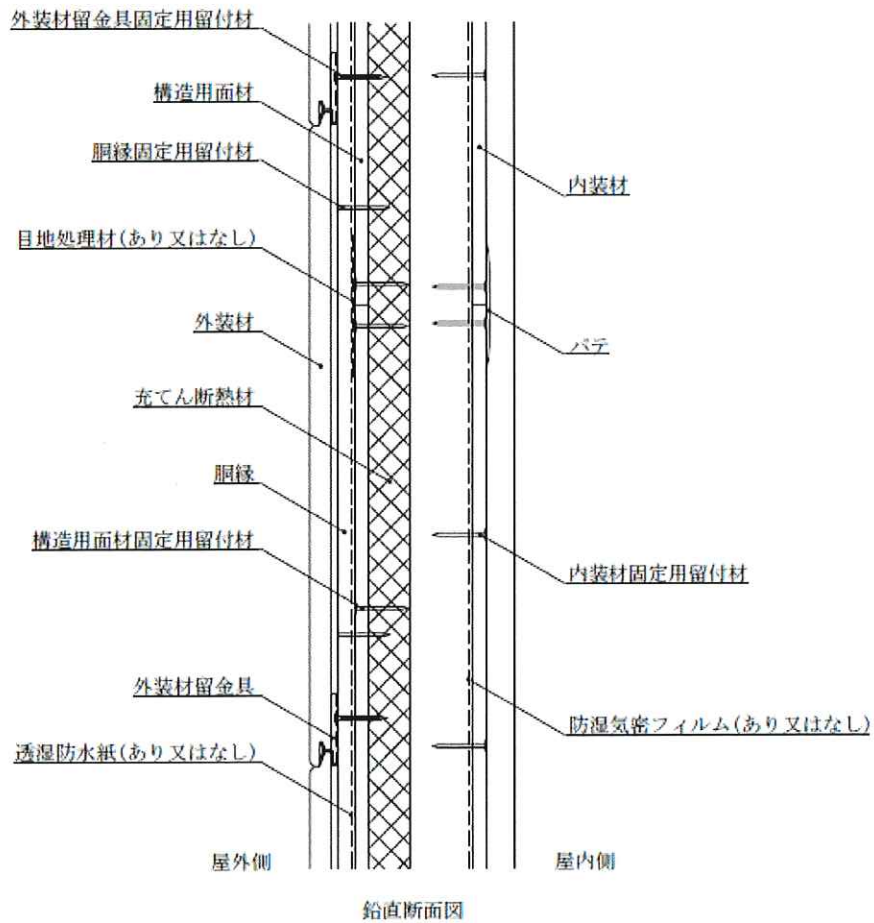 外装材留金具固定用留付材
構造用面材
胴縁固定用留付材
目地処理材(あり又はなし)
外装材
充てん断熱材
胴縁
構造用面材固定用留付材
外装材留金具
透湿防水紙(あり又はなし)
内装材
パテ
内装材固定用留付材
防湿気密フィルム(あり又はなし)
屋外側
屋内側
鉛直断面図